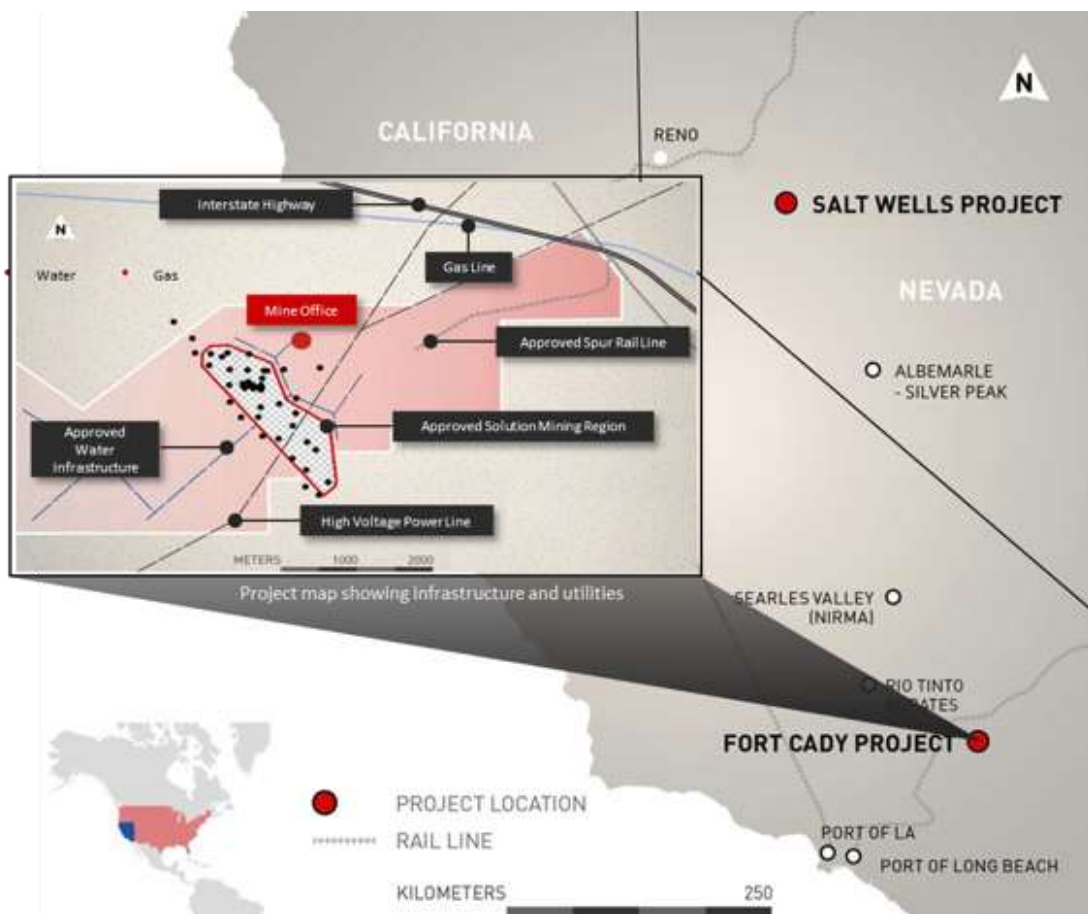 CALIFORNIA
RENO
N
SALT WELLS PROJECT
NEVADA
Interstate Highway
N
Gas Line
Water
Gas
Mine Office
Approved Spur Rail Line
Approved
Water
Infrastructure
Approved Solution Mining Region
High Voltage Power Line
METERS 1000 2000
Project map showing infrastructure and utilities
ALBEMARLE
- SILVER PEAK
SEARLES VALLEY
(NIRMA)
RIO TINTO
FORT CADY PROJECT
PROJECT LOCATION
RAIL LINE
PORT OF LA
PORT OF LONG BEACH
KILOMETERS 250